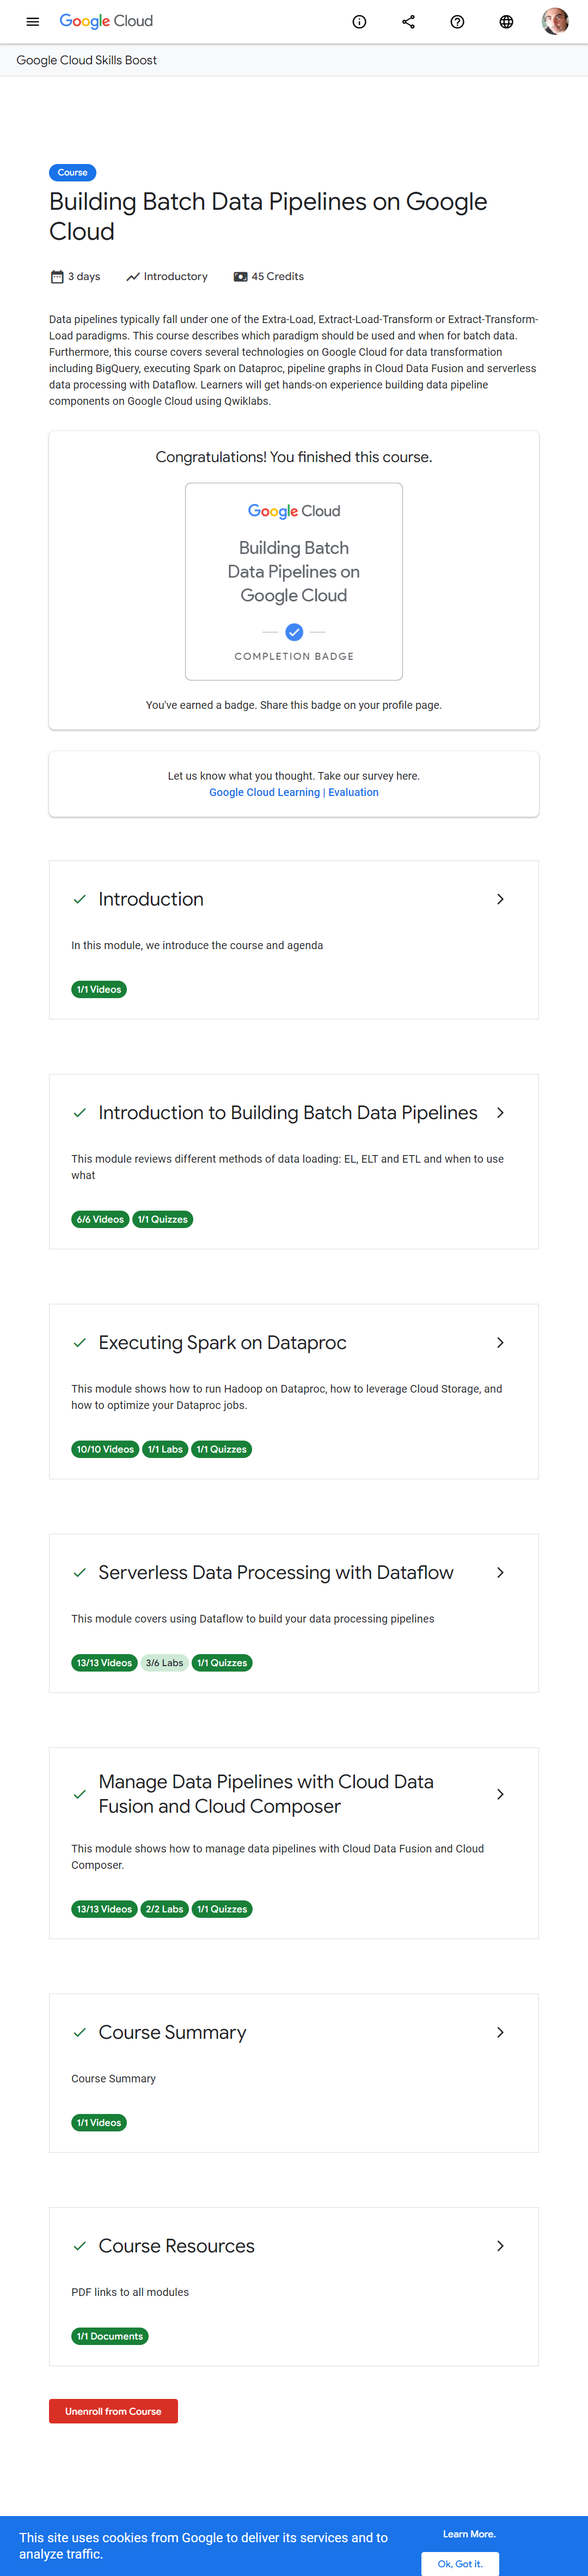 Google Cloud
Google Cloud Skills Boost
Course
Building Batch Data Pipelines on Google
Cloud
3 days Introductory 45 Credits
Data pipelines typically fall under one of the Extra-Load, Extract-Load-Transform or Extract-Transform-
Load paradigms. This course describes which paradigm should be used and when for batch data.
Furthermore, this course covers several technologies on Google Cloud for data transformation
including BigQuery, executing Spark on Dataproc, pipeline graphs in Cloud Data Fusion and serverless
data processing with Dataflow. Learners will get hands-on experience building data pipeline
components on Google Cloud using Qwiklabs.
Congratulations! You finished this course.
Google Cloud
Building Batch
Data Pipelines on
Google Cloud
COMPLETION BADGE
You've earned a badge. Share this badge on your profile page.
Let us know what you thought. Take our survey here.
Google Cloud Learning | Evaluation
Introduction
In this module, we introduce the course and agenda
1/1 Videos
Introduction to Building Batch Data Pipelines
This module reviews different methods of data loading: EL, ELT and ETL and when to use
what
6/6 Videos 1/1 Quizzes
Executing Spark on Dataproc
This module shows how to run Hadoop on Dataproc, how to leverage Cloud Storage, and
how to optimize your Dataproc jobs.
10/10 Videos 1/1 Labs 1/1 Quizzes
Serverless Data Processing with Dataflow
This module covers using Dataflow to build your data processing pipelines
13/13 Videos 3/6 Labs 1/1 Quizzes
Manage Data Pipelines with Cloud Data
Fusion and Cloud Composer
This module shows how to manage data pipelines with Cloud Data Fusion and Cloud
Composer.
13/13 Videos 2/2 Labs 1/1 Quizzes
Course Summary
Course Summary
1/1 Videos
Course Resources
PDF links to all modules
1/1 Documents
Unenroll from Course
This site uses cookies from Google to deliver its services and to
analyze traffic.
Learn More.
Ok, Got it.